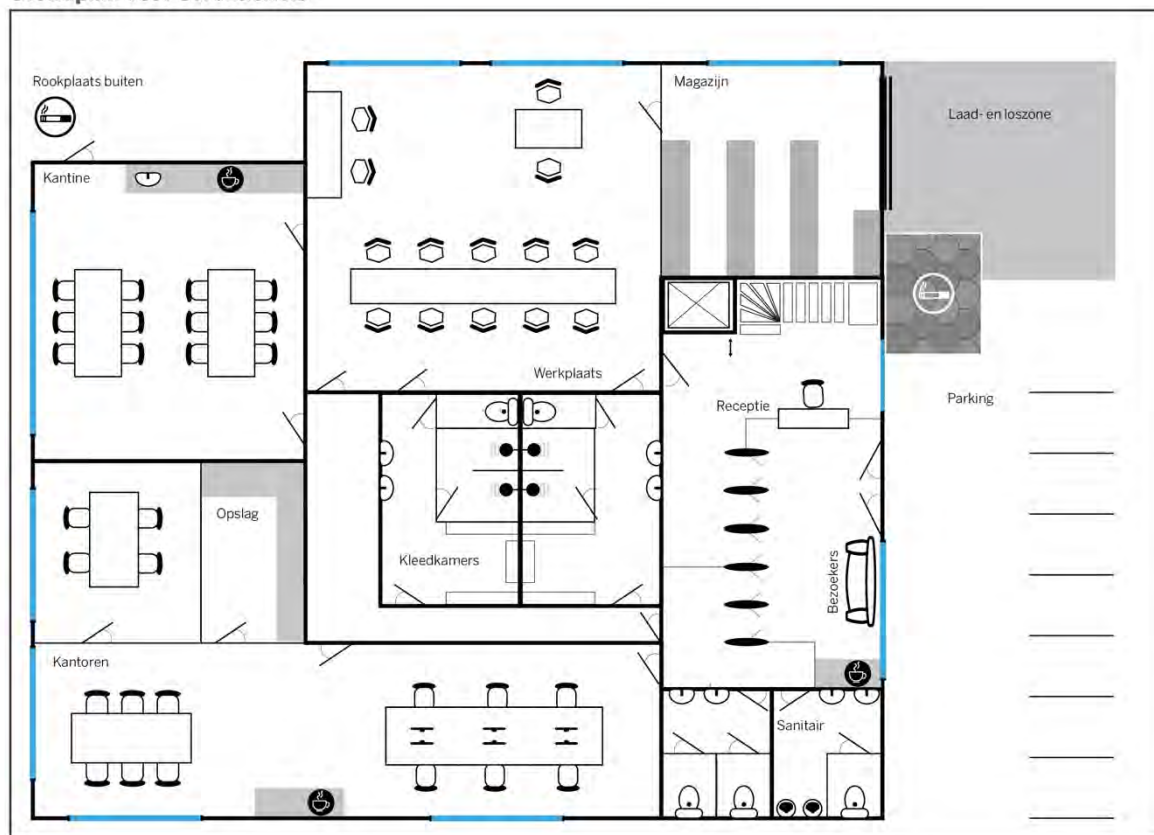 Rookplaats buiten
Magazijn
Laad- en loszone
Kantine
Werkplaats
Receptie
Parking
Opslag
Kleedkamers
Bezoekers
Kantoren
Sanitair